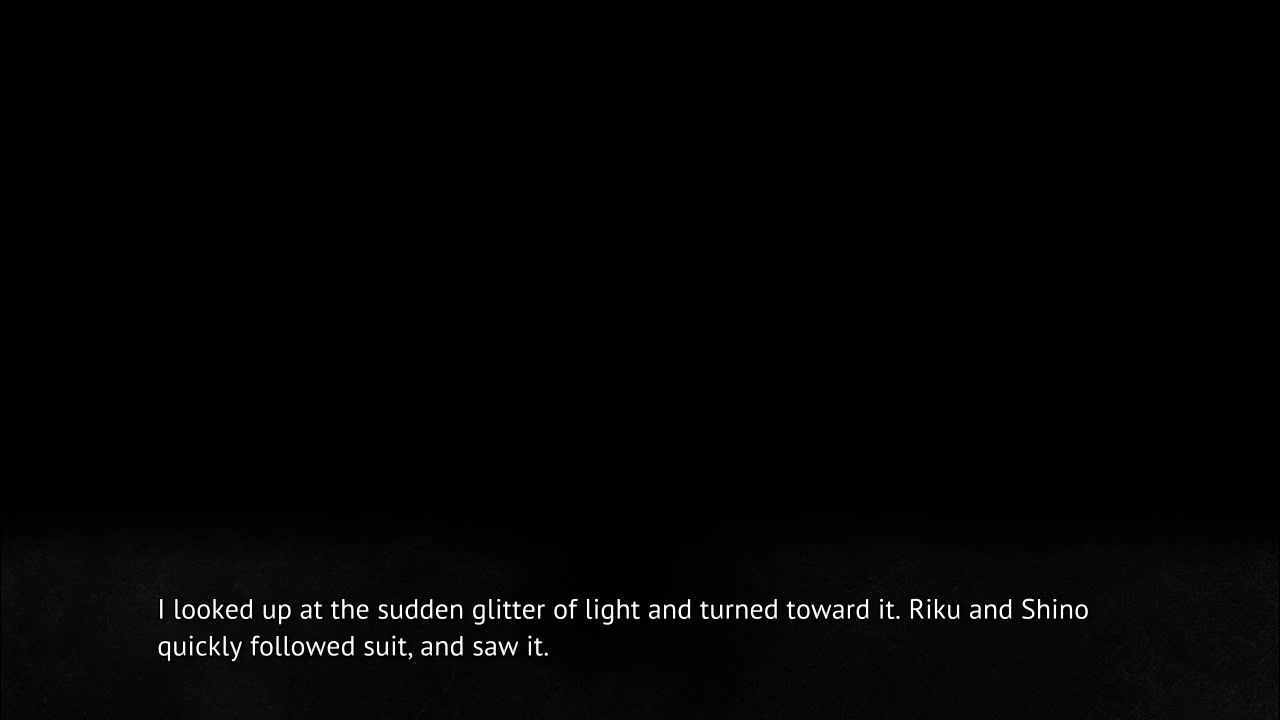 I looked up at the sudden glitter of light and turned toward it. Riku and Shino
quickly followed suit, and saw it.